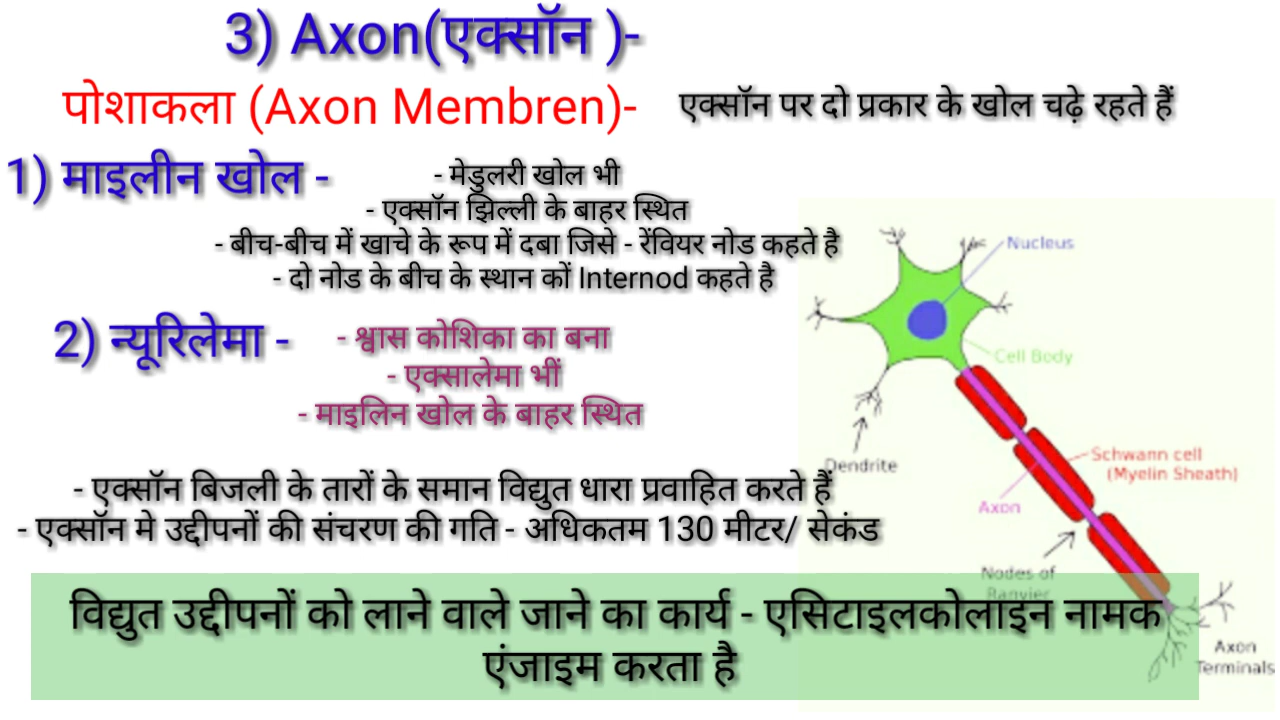 3) Axon(एक्सॉन )-
पोशाकला (Axon Membren)-
एक्सॉन पर दो प्रकार के खोल चढ़े रहते हैं
1) माइलीन खोल -
- मेडुलरी खोल भी
- एक्सॉन झिल्ली के बाहर स्थित
- बीच-बीच में खाचे के रूप में दबा जिसे - रेंवियर नोड कहते है
- दो नोड के बीच के स्थान कों Internod कहते है
2) न्यूरिलेमा -
- श्वास कोशिका का बना
- एक्सालेमा भीं
- माइलिन खोल के बाहर स्थित
- एक्सॉन बिजली के तारों के समान विद्युत धारा प्रवाहित करते हैं
- एक्सॉन मे उद्दीपनों की संचरण की गति - अधिकतम 130 मीटर/ सेकंड
विद्युत उद्दीपनों को लाने वाले जाने का कार्य - एसिटाइलकोलाइन नामक
एंजाइम करता है
Nucleus
Cell Body
Dendrite
Schwann cell
(Myelin Sheath)
Axon
Nodes of
Ranvier
Axon
Terminals